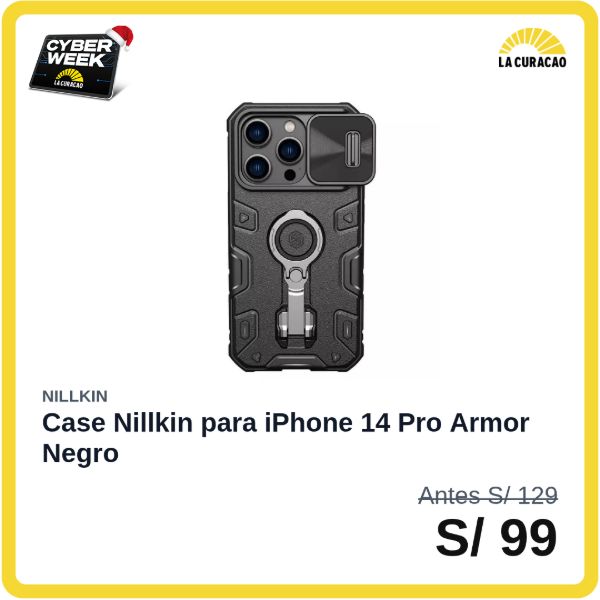 CYBER
WEEK
LA CURACAO
LA CURACAO
NILLKIN
Case Nillkin para iPhone 14 Pro Armor
Negro
Antes S/ 129
S/ 99